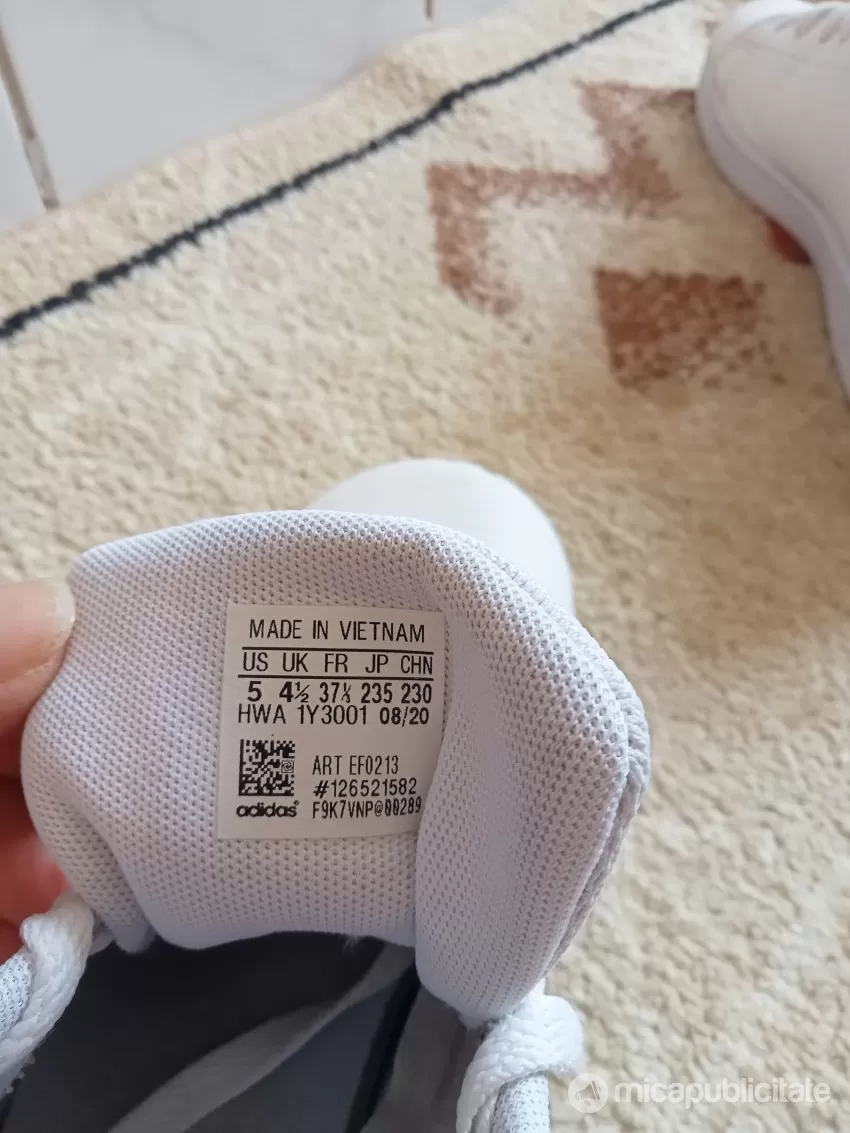 MADE IN VIETNAM
US UK FR JP CHN
5 4½ 37⅓ 235 230
HWA 1Y3001 08/20
ART EF0213
#126521582
adidas F9K7VNP@00289
micapublicitate